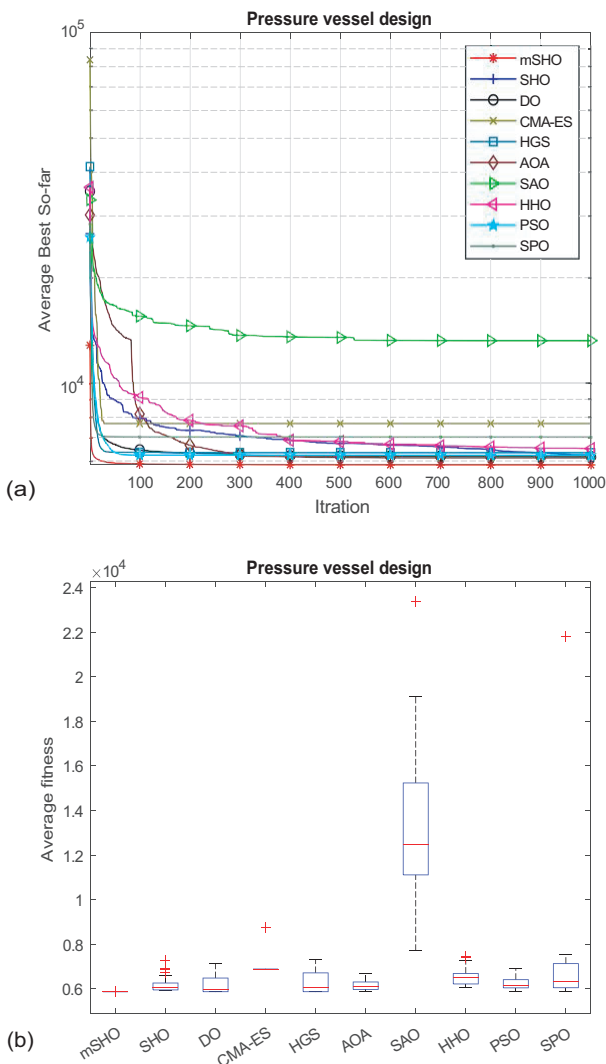 Pressure vessel design
10^5
mSHO
SHO
DO
CMA-ES
HGS
AOA
SAO
HHO
PSO
SPO
Average Best So-far
10^4
100 200 300 400 500 600 700 800 900 1000
(a)
Itration
Pressure vessel design
×10^4
2.4
2.2
2
1.8
1.6
1.4
1.2
1
0.8
0.6
Average fitness
(b)
mSHO SHO DO CMA-ES HGS AOA SAO HHO PSO SPO